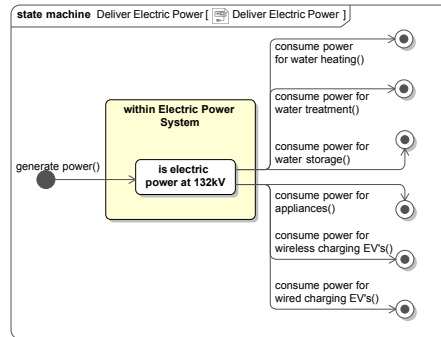 state machine Deliver Electric Power [ Deliver Electric Power ]
consume power
for water heating()
within Electric Power
System
consume power for
water treatment()
consume power for
water storage()
generate power()
is electric
power at 132kV
consume power for
appliances()
consume power for
wireless charging EV's()
consume power for
wired charging EV's()